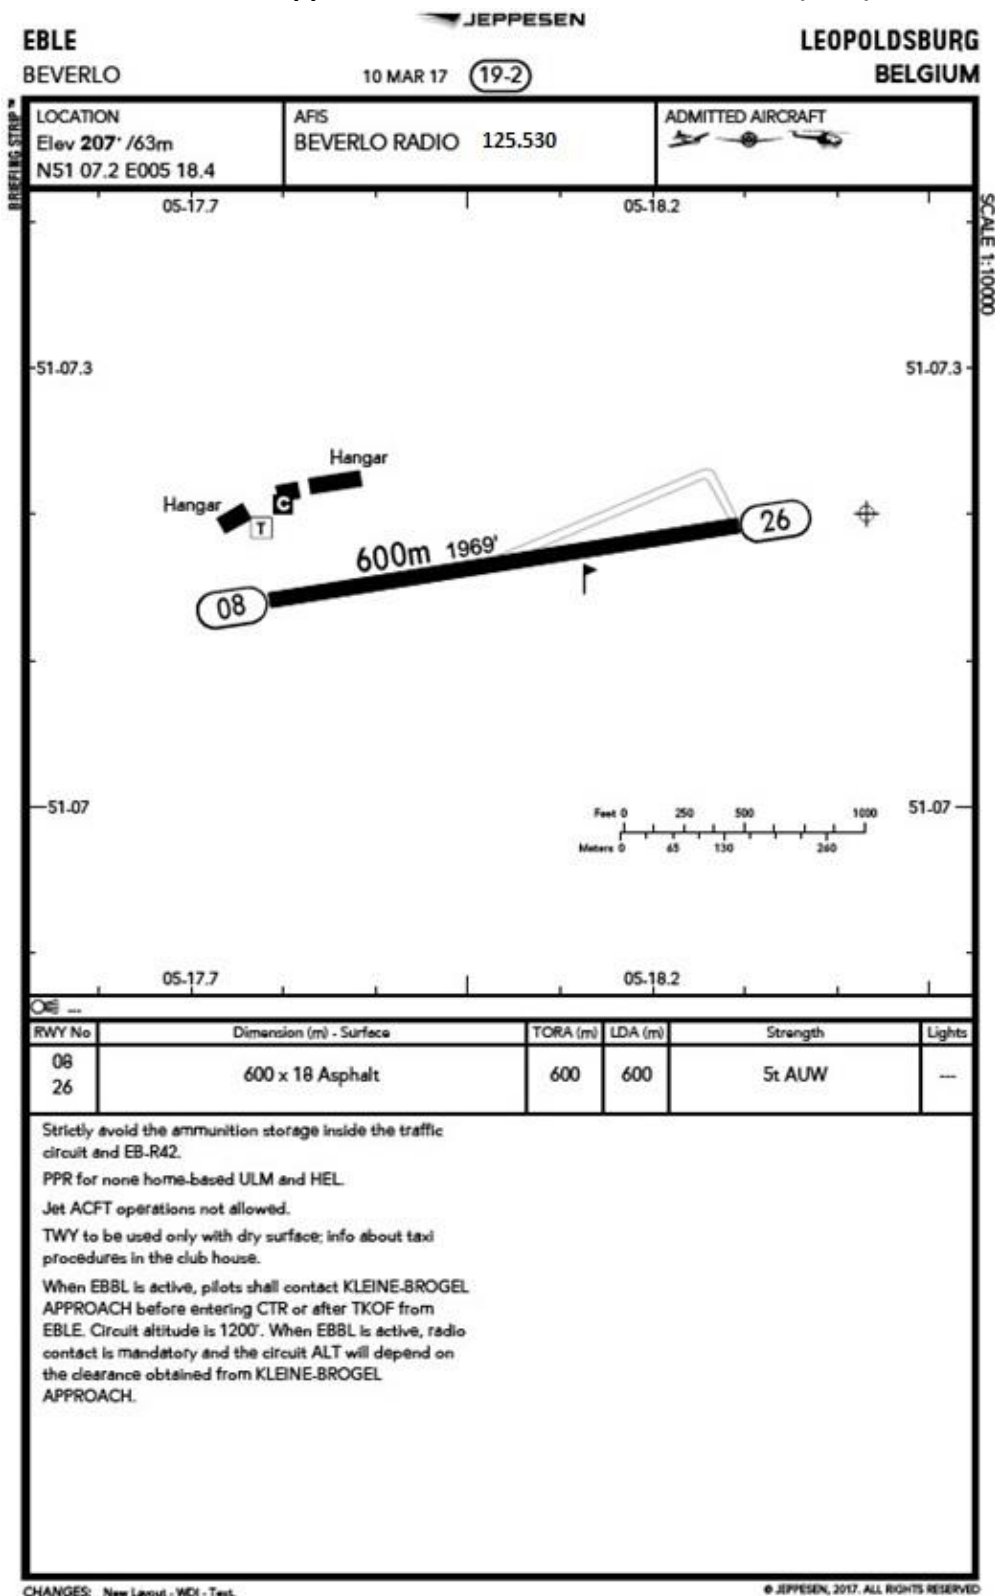 JEPPESEN
EBLE
LEOPOLDSBURG
BEVERLO
10 MAR 17
19-2
BELGIUM
BRIEFING STRIP™
LOCATION
Elev 207' /63m
N51 07.2 E005 18.4
AFIS
BEVERLO RADIO 125.530
ADMITTED AIRCRAFT
SCALE 1:10000
05-17.7
05-18.2
51-07.3
51-07.3
Hangar
Hangar
C
T
600m 1969'
26
08
51-07
51-07
Feet 0 250 500 1000
Meters 0 65 130 260
05-17.7
05-18.2
---
RWY No
Dimension (m) - Surface
TORA (m)
LDA (m)
Strength
Lights
08
26
600 x 18 Asphalt
600
600
5t AUW
---
Strictly avoid the ammunition storage inside the traffic
circuit and EB-R42.
PPR for none home-based ULM and HEL.
Jet ACFT operations not allowed.
TWY to be used only with dry surface; info about taxi
procedures in the club house.
When EBBL is active, pilots shall contact KLEINE-BROGEL
APPROACH before entering CTR or after TKOF from
EBLE. Circuit altitude is 1200'. When EBBL is active, radio
contact is mandatory and the circuit ALT will depend on
the clearance obtained from KLEINE-BROGEL
APPROACH.
CHANGES: New Layout - WDI - Text.
© JEPPESEN, 2017. ALL RIGHTS RESERVED